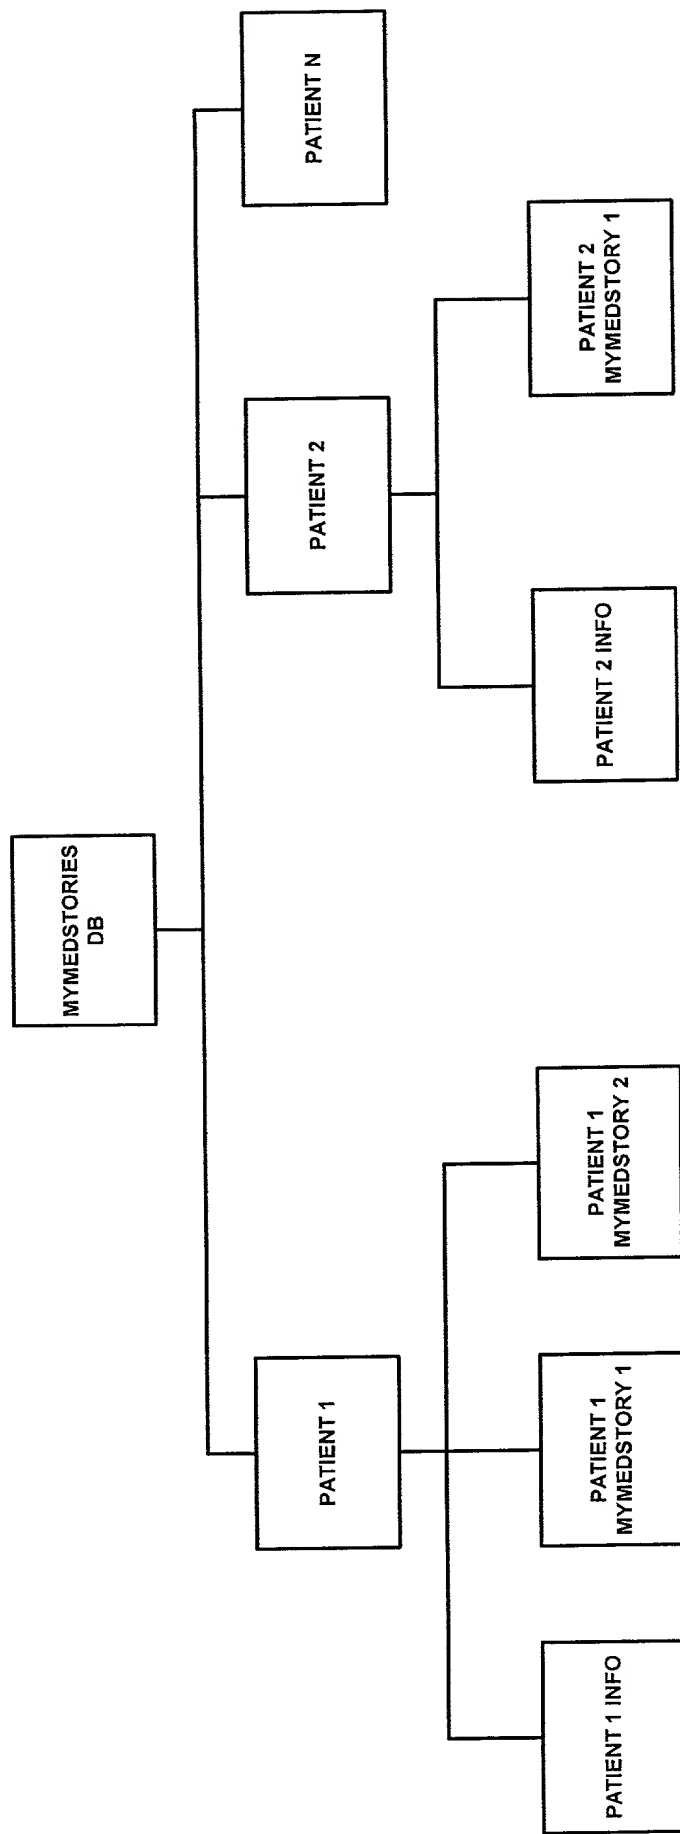 MYMEDSTORIES
DB
PATIENT 1
PATIENT 2
PATIENT N
PATIENT 1 INFO
PATIENT 1
MYMEDSTORY 1
PATIENT 1
MYMEDSTORY 2
PATIENT 2 INFO
PATIENT 2
MYMEDSTORY 1